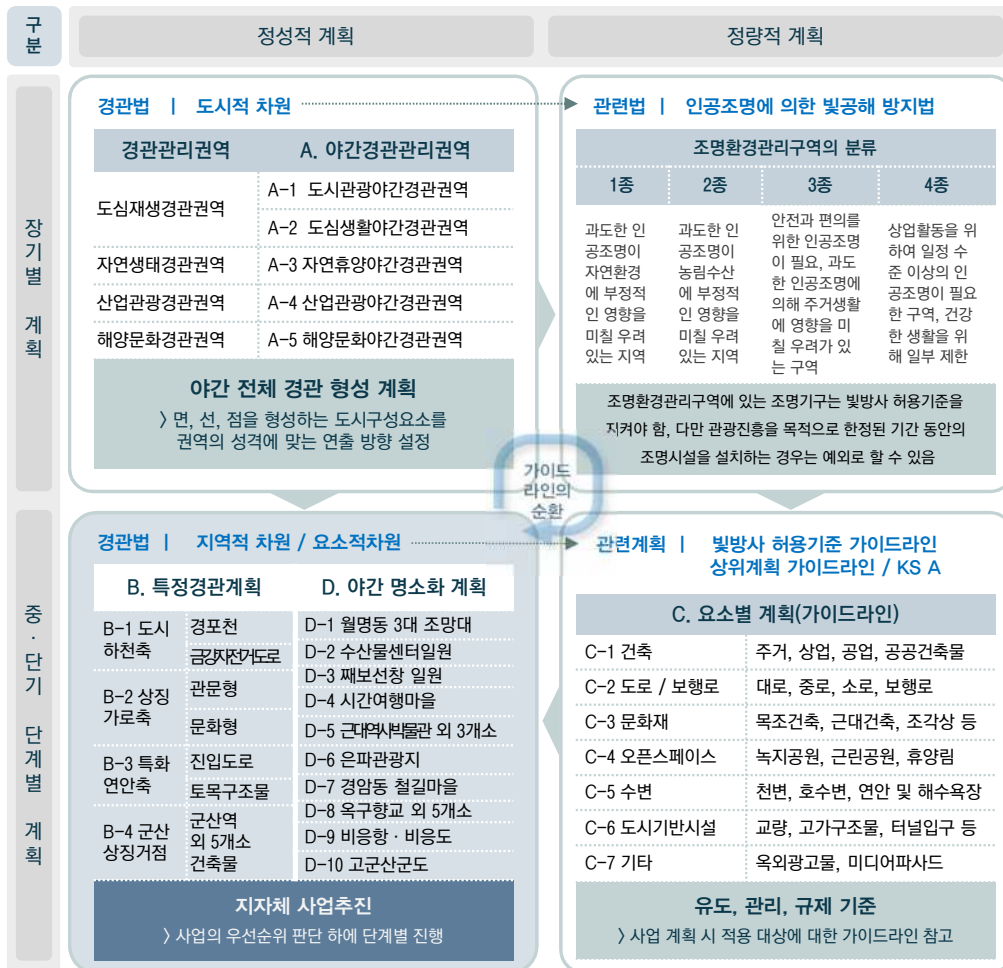 구분
정성적 계획
정량적 계획
장기별 계획
경관법 | 도시적 차원
경관관리권역
A. 야간경관관리권역
도심재생경관권역
A-1 도시관광야간경관권역
A-2 도심생활야간경관권역
자연생태경관권역
A-3 자연휴양야간경관권역
산업관광경관권역
A-4 산업관광야간경관권역
해양문화경관권역
A-5 해양문화야간경관권역
야간 전체 경관 형성 계획
〉면, 선, 점을 형성하는 도시구성요소를
권역의 성격에 맞는 연출 방향 설정
관련법 | 인공조명에 의한 빛공해 방지법
조명환경관리구역의 분류
1종
2종
3종
4종
과도한 인
공조명이
자연환경
에 부정적
인 영향을
미칠 우려
있는 지역
과도한 인
공조명이
농림수산
에 부정적
인 영향을
미칠 우려
있는 지역
안전과 편의를
위한 인공조명
이 필요, 과도
한 인공조명에
의해 주거생활
에 영향을 미
칠 우려가 있
는 구역
상업활동을 위
하여 일정 수
준 이상의 인
공조명이 필요
한 구역, 건강
한 생활을 위
해 일부 제한
조명환경관리구역에 있는 조명기구는 빛방사 허용기준을
지켜야 함, 다만 관광진흥을 목적으로 한정된 기간 동안의
조명시설을 설치하는 경우는 예외로 할 수 있음
가이드
라인의
순환
중·단기 단계별 계획
경관법 | 지역적 차원 / 요소적차원
B. 특정경관계획
B-1 도시
하천축
경포천
금강자전거도로
B-2 상징
가로축
관문형
문화형
B-3 특화
연안축
진입도로
토목구조물
B-4 군산
상징거점
군산역
외 5개소
건축물
D. 야간 명소화 계획
D-1 월명동 3대 조망대
D-2 수산물센터일원
D-3 째보선창 일원
D-4 시간여행마을
D-5 근대역사박물관 외 3개소
D-6 은파관광지
D-7 경암동 철길마을
D-8 옥구향교 외 5개소
D-9 비응항 · 비응도
D-10 고군산군도
지자체 사업추진
〉사업의 우선순위 판단 하에 단계별 진행
관련계획 | 빛방사 허용기준 가이드라인
상위계획 가이드라인 / KS A
C. 요소별 계획(가이드라인)
C-1 건축
주거, 상업, 공업, 공공건축물
C-2 도로 / 보행로
대로, 중로, 소로, 보행로
C-3 문화재
목조건축, 근대건축, 조각상 등
C-4 오픈스페이스
녹지공원, 근린공원, 휴양림
C-5 수변
천변, 호수변, 연안 및 해수욕장
C-6 도시기반시설
교량, 고가구조물, 터널입구 등
C-7 기타
옥외광고물, 미디어파사드
유도, 관리, 규제 기준
〉사업 계획 시 적용 대상에 대한 가이드라인 참고